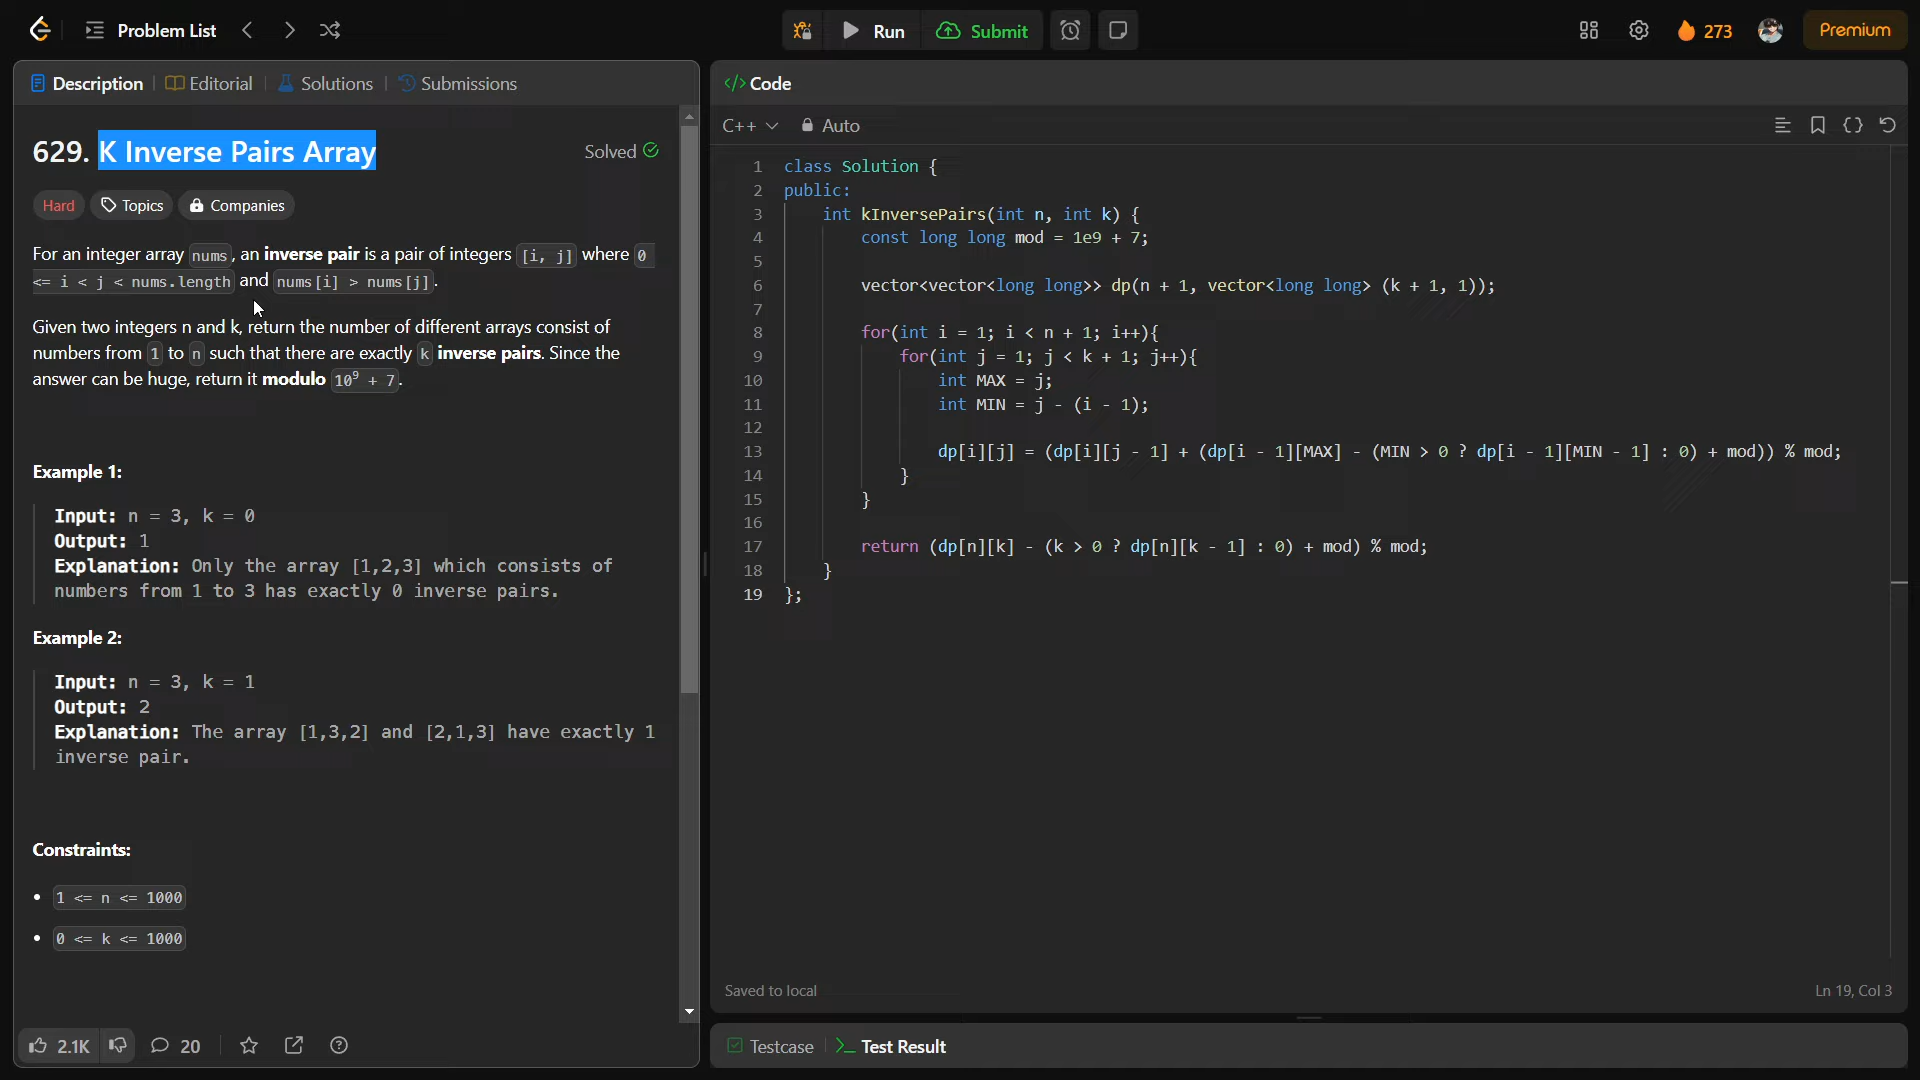 Problem List
Run
Submit
273
Premium
Description
Editorial
Solutions
Submissions
629. K Inverse Pairs Array
Solved
Hard
Topics
Companies
For an integer array nums, an inverse pair is a pair of integers [i, j] where 0
<= i < j < nums.length and nums[i] > nums[j].
Given two integers n and k, return the number of different arrays consist of
numbers from 1 to n such that there are exactly k inverse pairs. Since the
answer can be huge, return it modulo 10⁹ + 7.
Example 1:
Input: n = 3, k = 0
Output: 1
Explanation: Only the array [1,2,3] which consists of
numbers from 1 to 3 has exactly 0 inverse pairs.
Example 2:
Input: n = 3, k = 1
Output: 2
Explanation: The array [1,3,2] and [2,1,3] have exactly 1
inverse pair.
Constraints:
• 1 <= n <= 1000
• 0 <= k <= 1000
2.1K
20
</> Code
C++
Auto
1 class Solution {
2 public:
3 int kInversePairs(int n, int k) {
4 const long long mod = 1e9 + 7;
5
6 vector<vector<long long>> dp(n + 1, vector<long long> (k + 1, 1));
7
8 for(int i = 1; i < n + 1; i++){
9 for(int j = 1; j < k + 1; j++){
10 int MAX = j;
11 int MIN = j - (i - 1);
12
13 dp[i][j] = (dp[i][j - 1] + (dp[i - 1][MAX] - (MIN > 0 ? dp[i - 1][MIN - 1] : 0) + mod)) % mod;
14 }
15 }
16
17 return (dp[n][k] - (k > 0 ? dp[n][k - 1] : 0) + mod) % mod;
18 }
19 };
Saved to local
Ln 19, Col 3
Testcase
Test Result